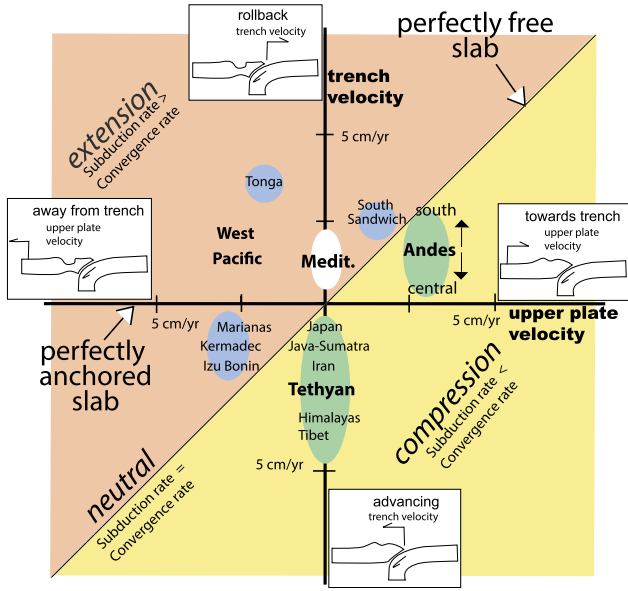 rollback
trench velocity
perfectly free
slab
trench
velocity
extension
Subduction rate >
Convergence rate
5 cm/yr
Tonga
away from trench
upper plate
velocity
South
Sandwich
south
towards trench
upper plate
velocity
West
Pacific
Medit.
Andes
central
5 cm/yr
5 cm/yr
upper plate
velocity
perfectly
anchored
slab
Marianas
Kermadec
Izu Bonin
Japan
Java-Sumatra
Iran
Tethyan
Himalayas
Tibet
compression
Subduction rate <
Convergence rate
neutral
Subduction rate =
Convergence rate
5 cm/yr
advancing
trench velocity